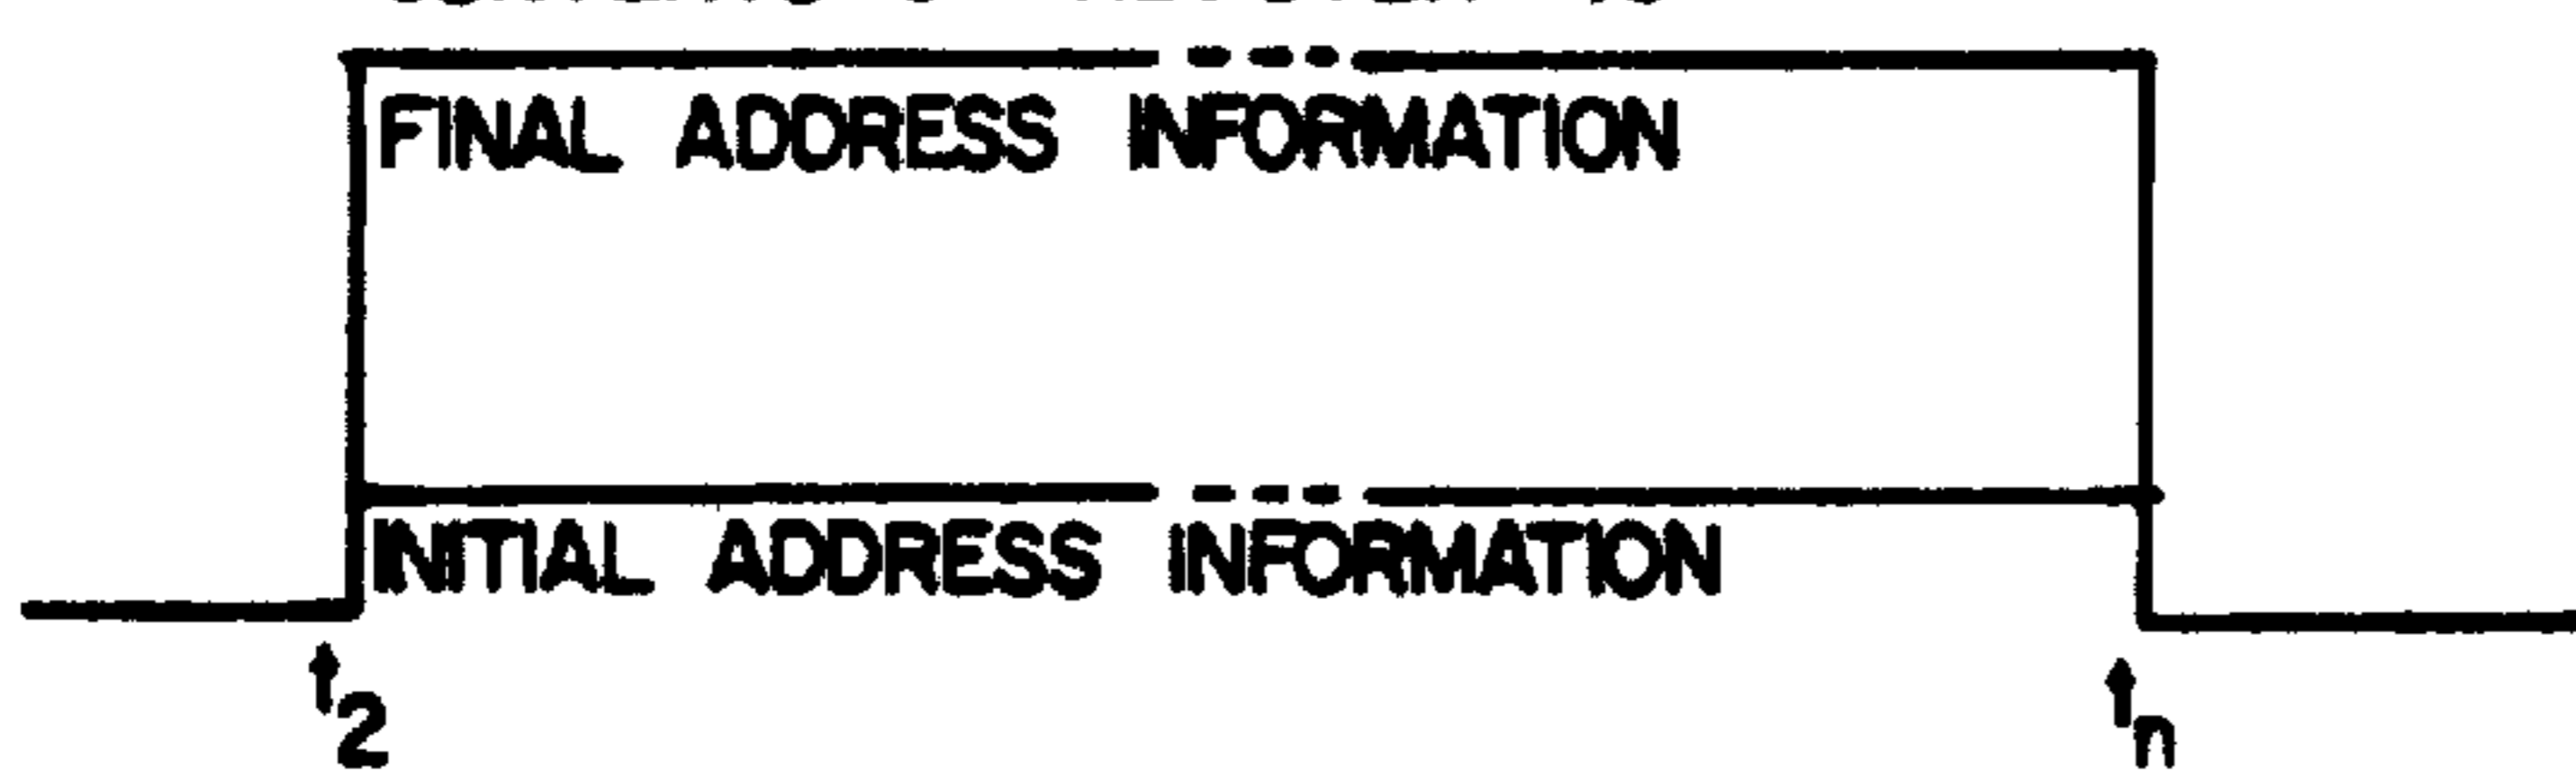 FINAL ADDRESS INFORMATION
INITIAL ADDRESS INFORMATION
t2
tn